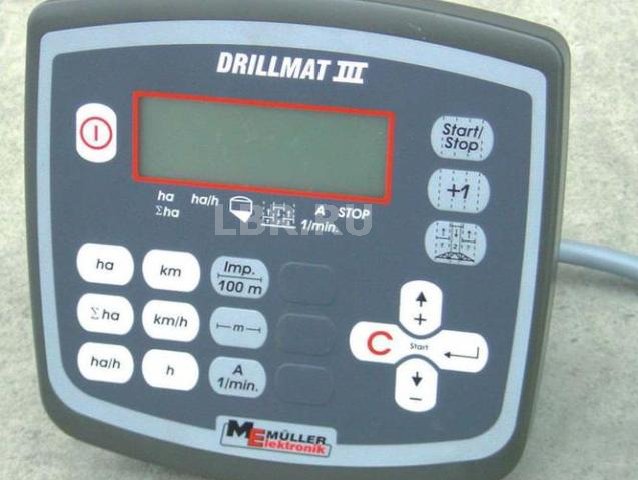 DRILLMAT III
Start/
Stop
+1
ha
Σha
ha/h
A
1/min.
STOP
LBR.RU
ha
km
Imp.
100 m
Σha
km/h
m
ha/h
h
A
1/min.
+
C
Start
-
ME MÜLLER
Elektronik